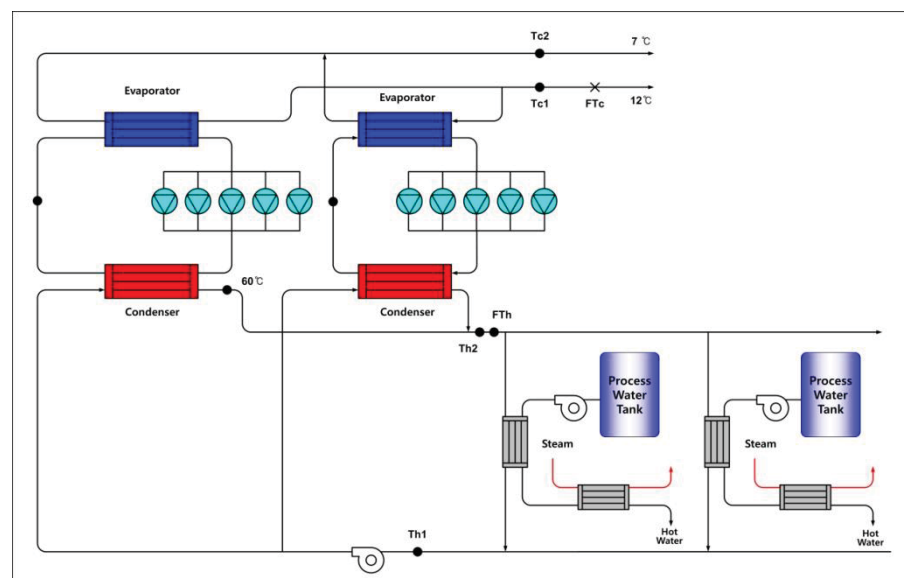 Tc2
7℃
Evaporator
Evaporator
Tc1
FTc
12℃
60℃
Condenser
Condenser
FTh
Th2
Process
Water
Tank
Process
Water
Tank
Steam
Steam
Hot
Water
Hot
Water
Th1